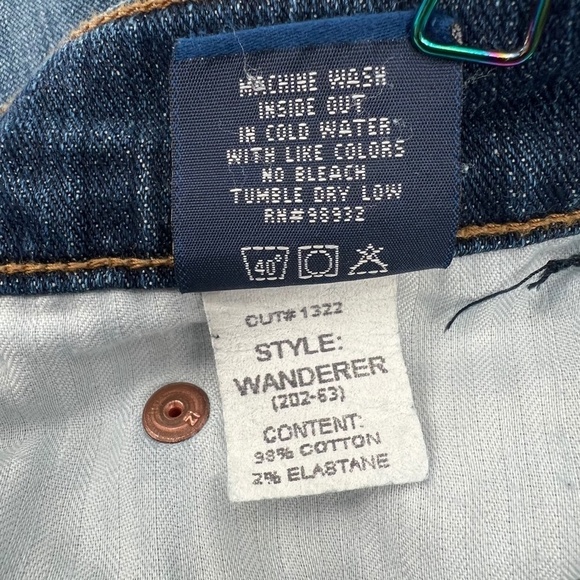 MACHINE WASH
INSIDE OUT
IN COLD WATER
WITH LIKE COLORS
NO BLEACH
TUMBLE DRY LOW
RN#98932
40°
CUT#1322
STYLE:
WANDERER
(202-63)
CONTENT:
98% COTTON
2% ELASTANE